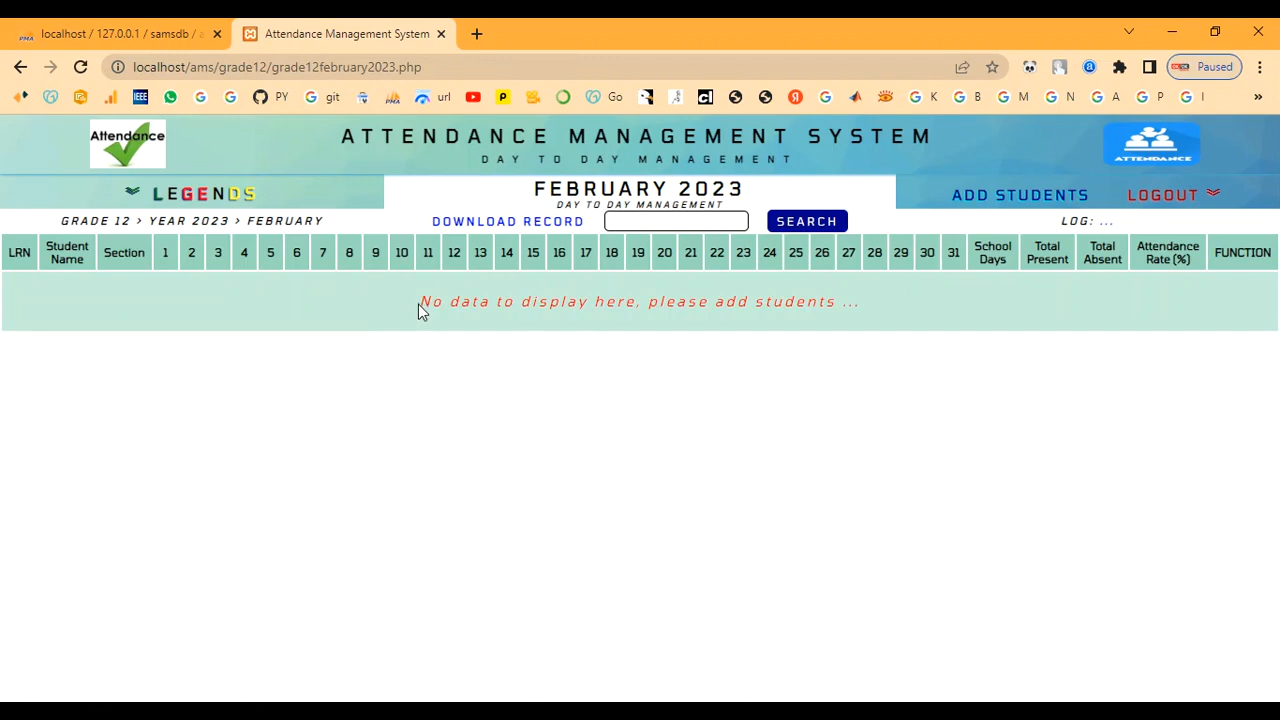 localhost / 127.0.0.1 / samsdb / a
Attendance Management System
localhost/ams/grade12/grade12february2023.php
Paused
PY
git
url
Go
K
B
M
N
A
P
I
Attendance
ATTENDANCE MANAGEMENT SYSTEM
DAY TO DAY MANAGEMENT
ATTENDANCE
LEGENDS
FEBRUARY 2023
DAY TO DAY MANAGEMENT
ADD STUDENTS
LOGOUT
GRADE 12 > YEAR 2023 > FEBRUARY
DOWNLOAD RECORD
SEARCH
LOG: ...
LRN Student Name Section 1 2 3 4 5 6 7 8 9 10 11 12 13 14 15 16 17 18 19 20 21 22 23 24 25 26 27 28 29 30 31 School Days Total Present Total Absent Attendance Rate (%) FUNCTION
No data to display here, please add students ...